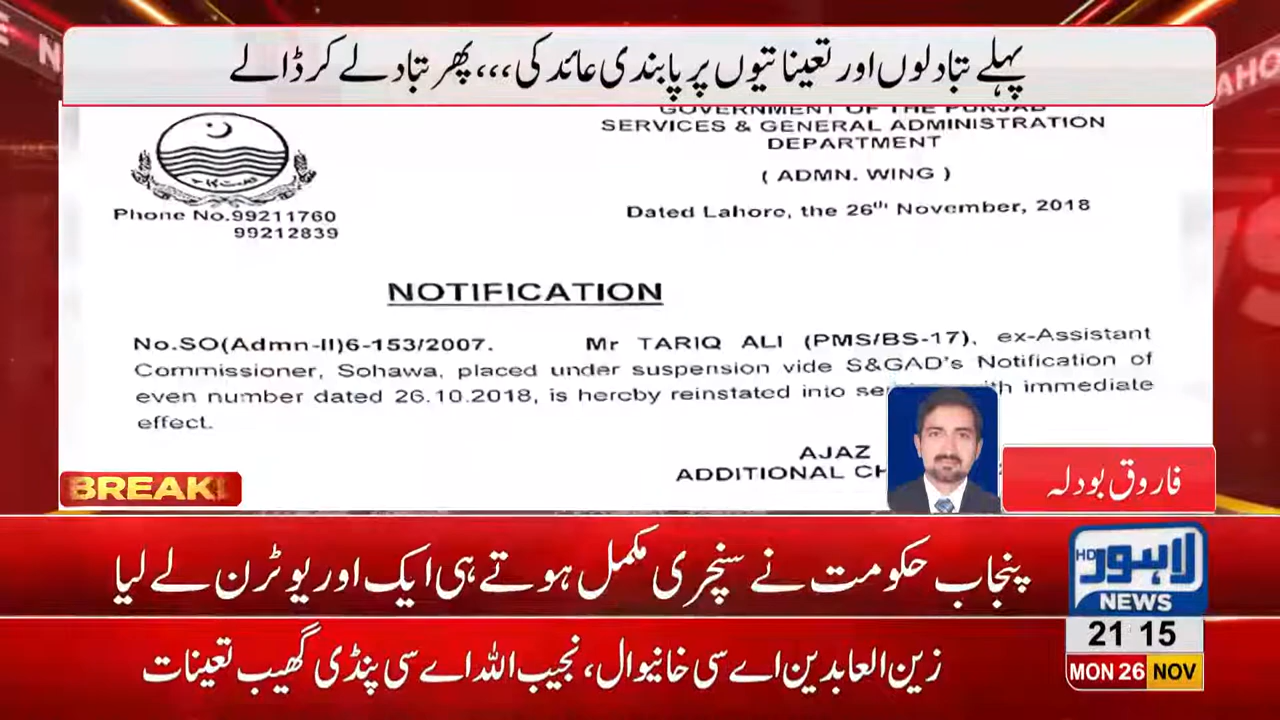 پہلے تبادلوں اور تعیناتیوں پر پابندی عائد کی،،،، پھر تبادلے کر ڈالے
GOVERNMENT OF THE PUNJAB
SERVICES & GENERAL ADMINISTRATION
DEPARTMENT
( ADMN. WING )
Phone No.99211760
99212839
Dated Lahore, the 26th November, 2018
NOTIFICATION
No.SO(Admn-II)6-153/2007. Mr TARIQ ALI (PMS/BS-17), ex-Assistant
Commissioner, Sohawa, placed under suspension vide S&GAD's Notification of
even number dated 26.10.2018, is hereby reinstated into immediate
effect.
AJAZ
ADDITIONAL
BREAKI
فاروق بودلہ
پنجاب حکومت نے سنچری مکمل ہوتے ہی ایک اور یوٹرن لے لیا
زین العابدین اے سی خانیوال، نجیب اللہ اے سی پنڈی گھیب تعینات
HD
لاہور
NEWS
21 15
MON 26 NOV